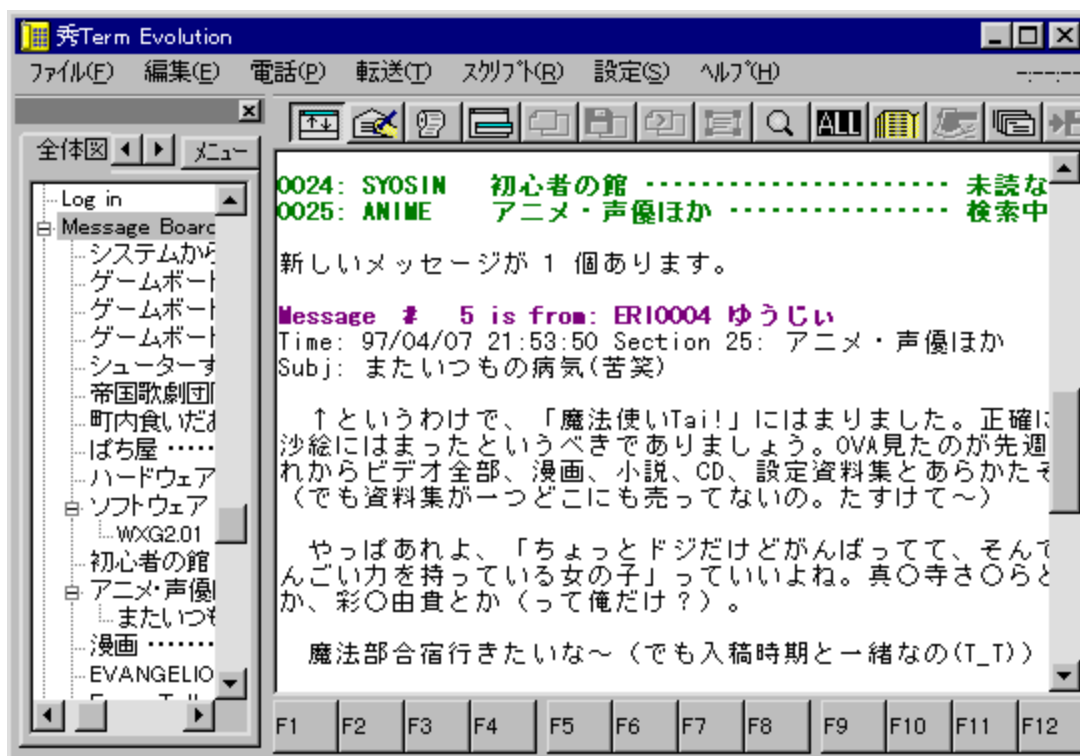 秀Term Evolution
ファイル(F) 編集(E) 電話(P) 転送(T) スクリプト(R) 設定(S) ヘルプ(H) --:--:--
全体図 メニュー
ALL
Log in
Message Board
システムから
ゲームボード
ゲームボード
ゲームボード
シューターす
帝国歌劇団
町内食いだお
ぱち屋 ‥‥
ハードウェア
ソフトウェア
WXG2.01
初心者の館
アニメ・声優
またいつも
漫画 ‥‥‥
EVANGELIO
0024: SYOSIN 初心者の館 ‥‥‥‥‥‥‥‥‥‥‥ 未読な
0025: ANIME アニメ・声優ほか ‥‥‥‥‥‥‥‥ 検索中
新しいメッセージが 1 個あります。
Message # 5 is from: ERI0004 ゆうじぃ
Time: 97/04/07 21:53:50 Section 25: アニメ・声優ほか
Subj: またいつもの病気(苦笑)
↑というわけで、「魔法使いTai!」にはまりました。正確に
沙絵にはまったというべきでありましょう。OVA見たのが先週
れからビデオ全部、漫画、小説、CD、設定資料集とあらかたそ
(でも資料集が一つどこにも売ってないの。たすけて～)
やっぱあれよ、「ちょっとドジだけどがんばってて、そんで
んごい力を持っている女の子」っていいよね。真〇寺さ〇らと
か、彩〇由貴とか(って俺だけ?)。
魔法部合宿行きたいな～(でも入稿時期と一緒なの(T_T))
F1 F2 F3 F4 F5 F6 F7 F8 F9 F10 F11 F12